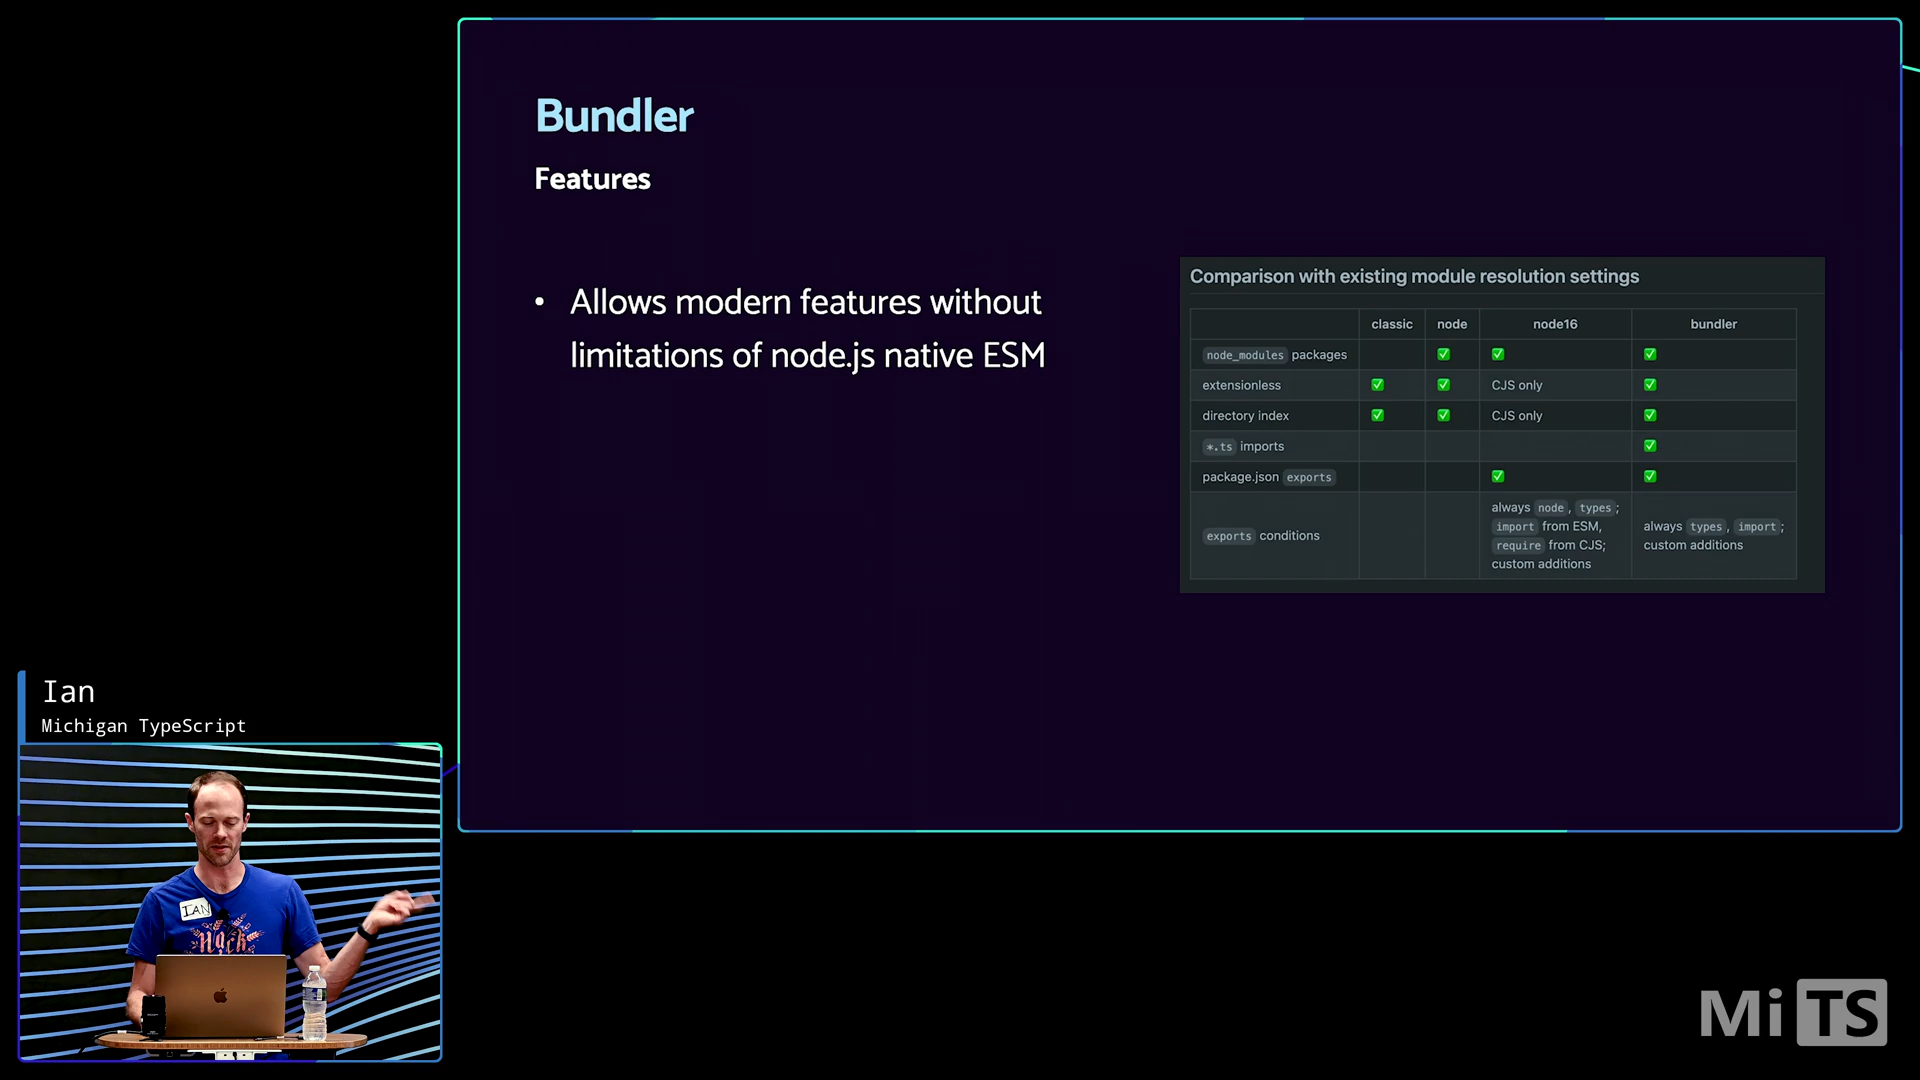 Bundler
Features
• Allows modern features without
limitations of node.js native ESM
Comparison with existing module resolution settings
classic node node16 bundler
node_modules packages ✅ ✅ ✅
extensionless ✅ ✅ CJS only ✅
directory index ✅ ✅ CJS only ✅
*.ts imports ✅
package.json exports ✅ ✅
exports conditions
always node, types;
import from ESM,
require from CJS;
custom additions
always types, import;
custom additions
Ian
Michigan TypeScript
IAN
Hack
Mi TS